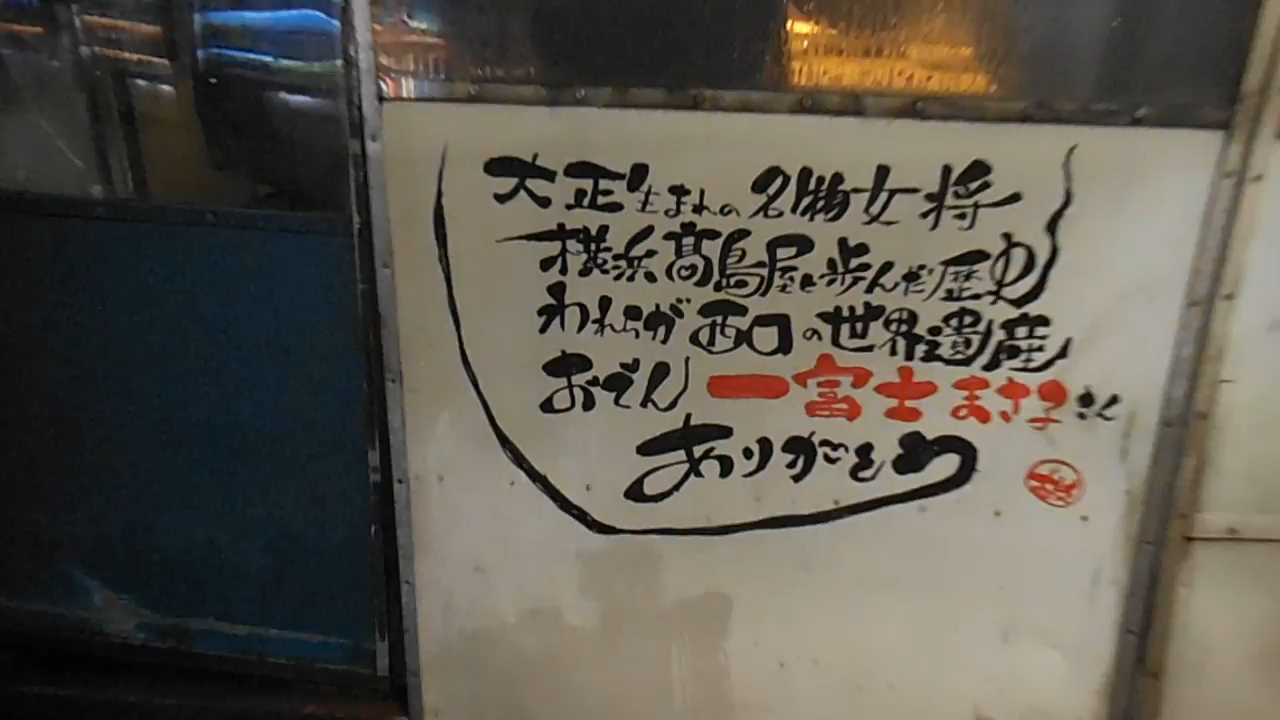 大正生まれの名物女将
横浜髙島屋と歩んだ歴史
われらが西口の世界遺産
おでん 一富士まさ子さん
ありがとう